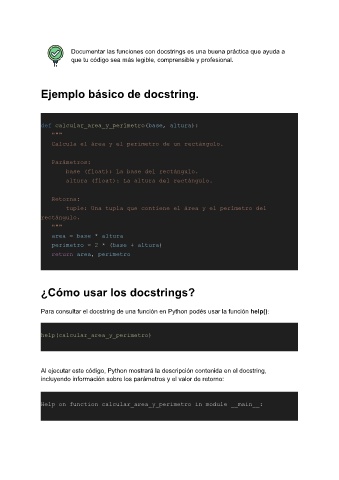 Documentar las funciones con docstrings es una buena práctica que ayuda a
que tu código sea más legible, comprensible y profesional.
Ejemplo básico de docstring.
def calcular_area_y_perimetro(base, altura):
"""
Calcula el área y el perímetro de un rectángulo.
Parámetros:
base (float): La base del rectángulo.
altura (float): La altura del rectángulo.
Retorna:
tuple: Una tupla que contiene el área y el perímetro del
rectángulo.
"""
area = base * altura
perimetro = 2 * (base + altura)
return area, perimetro
¿Cómo usar los docstrings?
Para consultar el docstring de una función en Python podés usar la función help():
help(calcular_area_y_perimetro)
Al ejecutar este código, Python mostrará la descripción contenida en el docstring,
incluyendo información sobre los parámetros y el valor de retorno:
Help on function calcular_area_y_perimetro in module __main__: